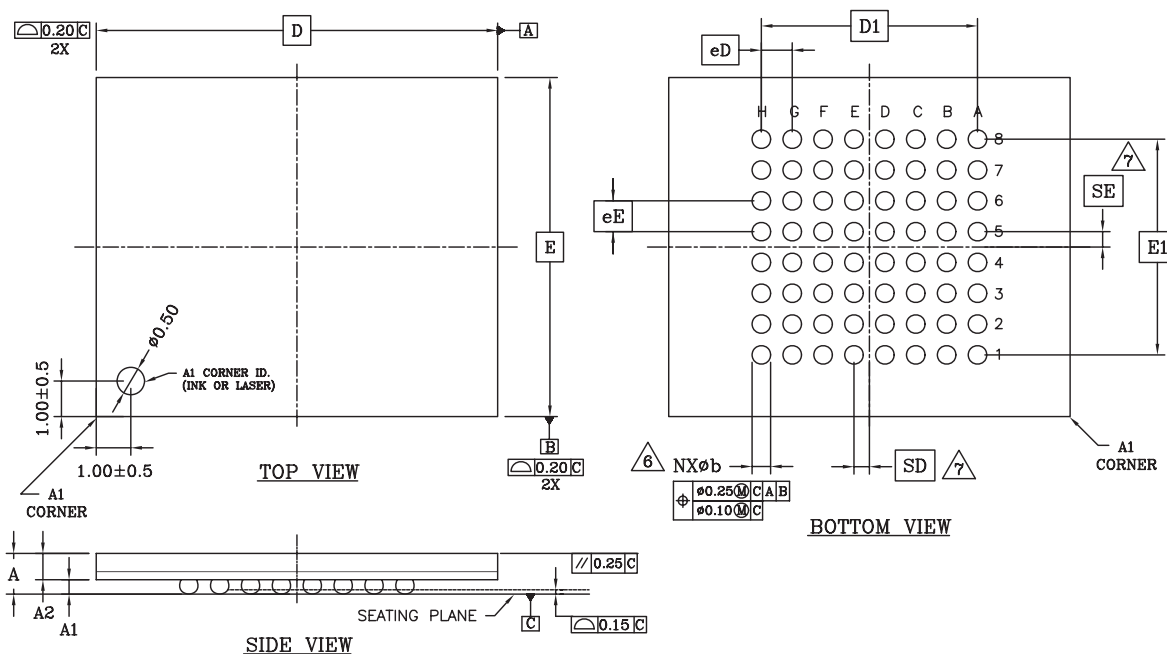 ⌓ 0.20 C
2X
D
A
E
ø0.50
A1 CORNER ID.
(INK OR LASER)
1.00±0.5
1.00±0.5
A1
CORNER
TOP VIEW
B
⌓ 0.20 C
2X
D1
eD
H G F E D C B A
8
7
6
5
4
3
2
1
7
SE
eE
E1
6 NXøb
⌖ ø0.25Ⓜ C A B
ø0.10Ⓜ C
SD 7
A1
CORNER
BOTTOM VIEW
A
A2
A1
// 0.25 C
SEATING PLANE
C
⌓ 0.15 C
SIDE VIEW